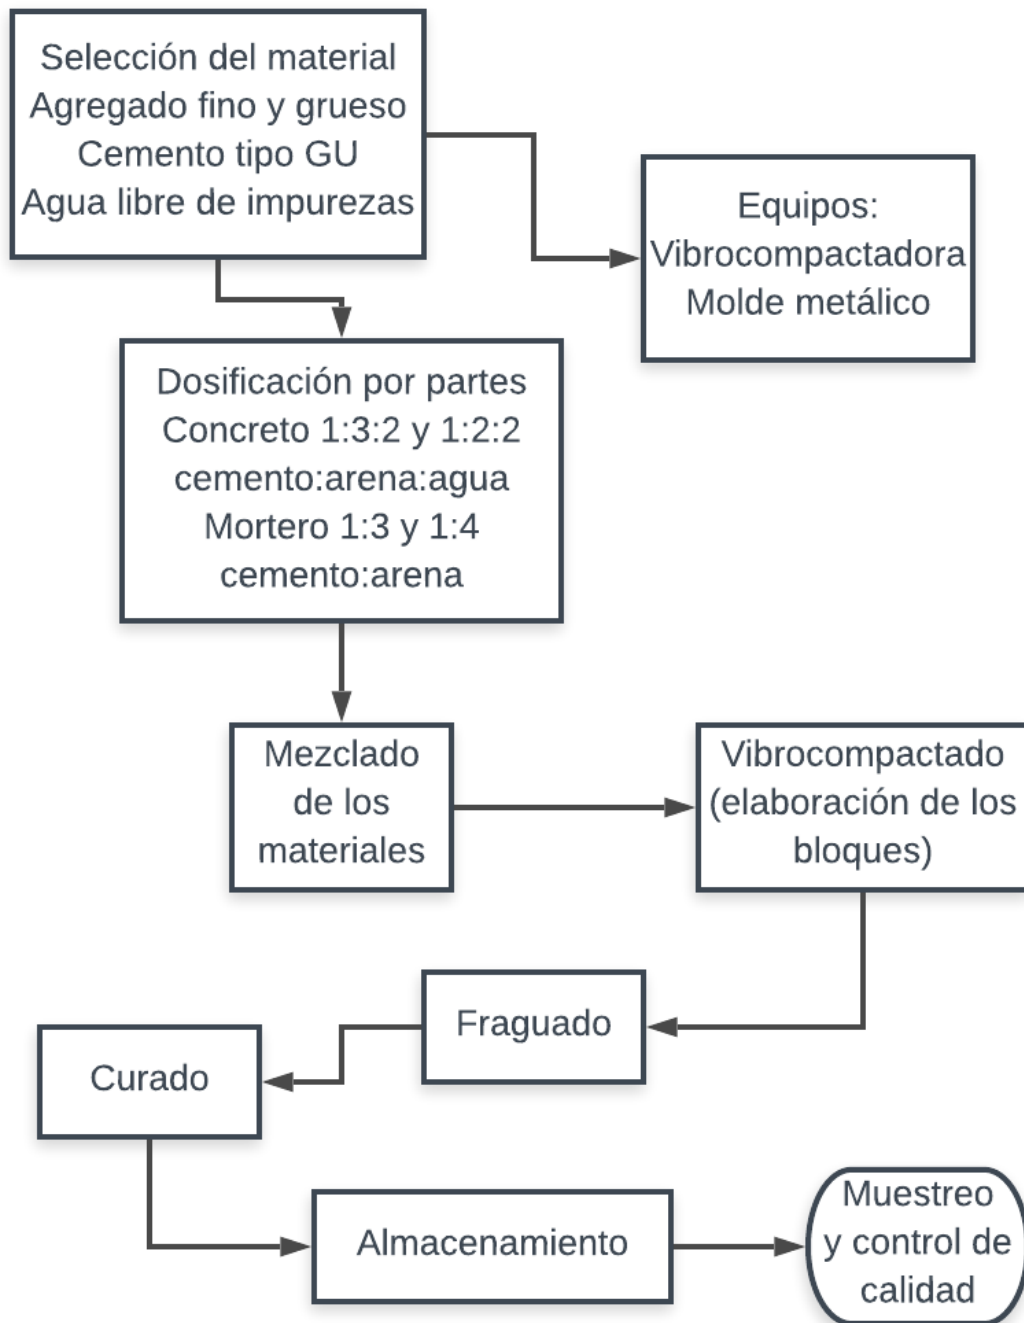 Selección del material
Agregado fino y grueso
Cemento tipo GU
Agua libre de impurezas
Equipos:
Vibrocompactadora
Molde metálico
Dosificación por partes
Concreto 1:3:2 y 1:2:2
cemento:arena:agua
Mortero 1:3 y 1:4
cemento:arena
Mezclado
de los
materiales
Vibrocompactado
(elaboración de los
bloques)
Fraguado
Curado
Almacenamiento
Muestreo
y control de
calidad